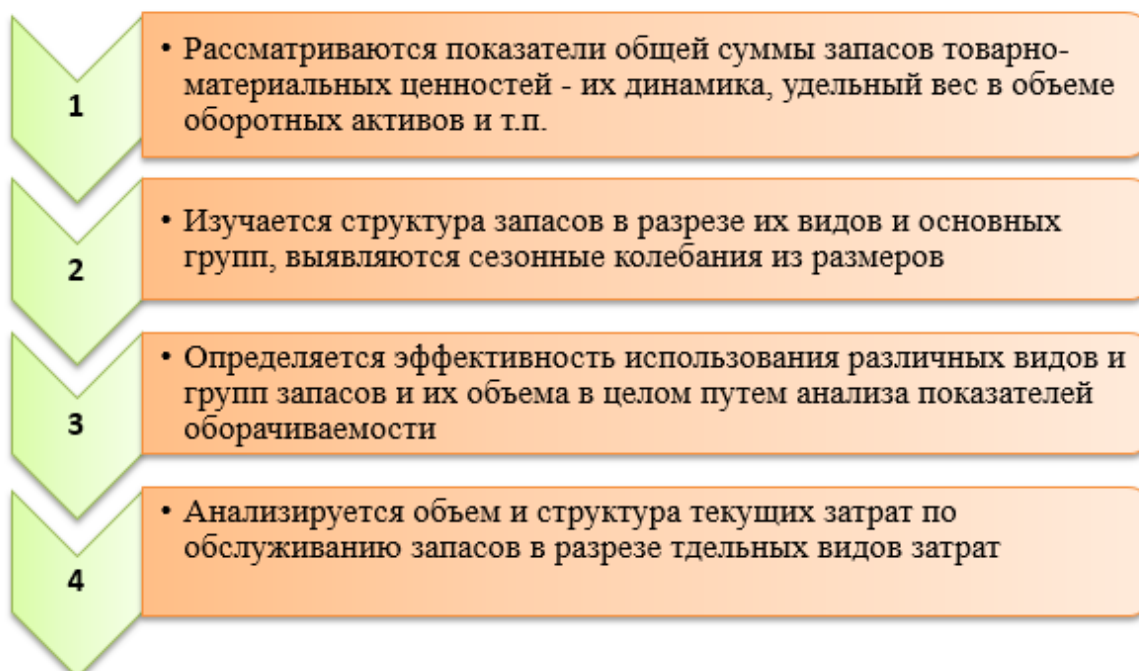 1
• Рассматриваются показатели общей суммы запасов товарно-
материальных ценностей - их динамика, удельный вес в объеме
оборотных активов и т.п.
2
• Изучается структура запасов в разрезе их видов и основных
групп, выявляются сезонные колебания из размеров
3
• Определяется эффективность использования различных видов и
групп запасов и их объема в целом путем анализа показателей
оборачиваемости
4
• Анализируется объем и структура текущих затрат по
обслуживанию запасов в разрезе тдельных видов затрат